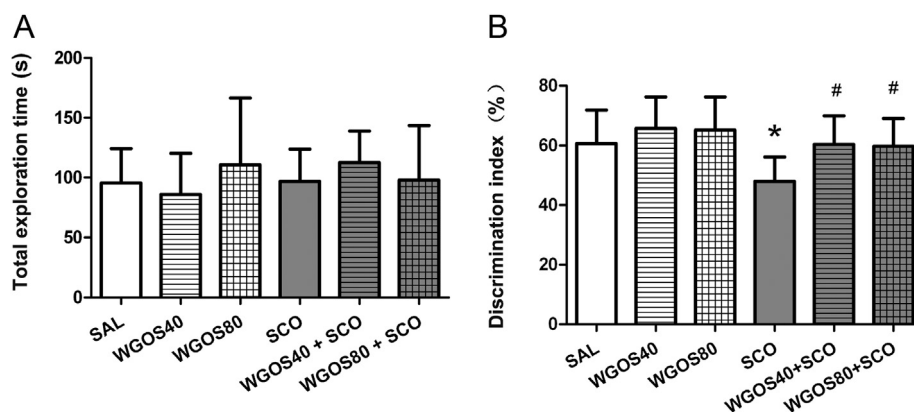 A
Total exploration time (s)
200
150
100
50
0
SAL
WGOS40
WGOS80
SCO
WGOS40 + SCO
WGOS80 + SCO
B
Discrimination index (%)
80
60
40
20
0
*
#
#
SAL
WGOS40
WGOS80
SCO
WGOS40+SCO
WGOS80+SCO